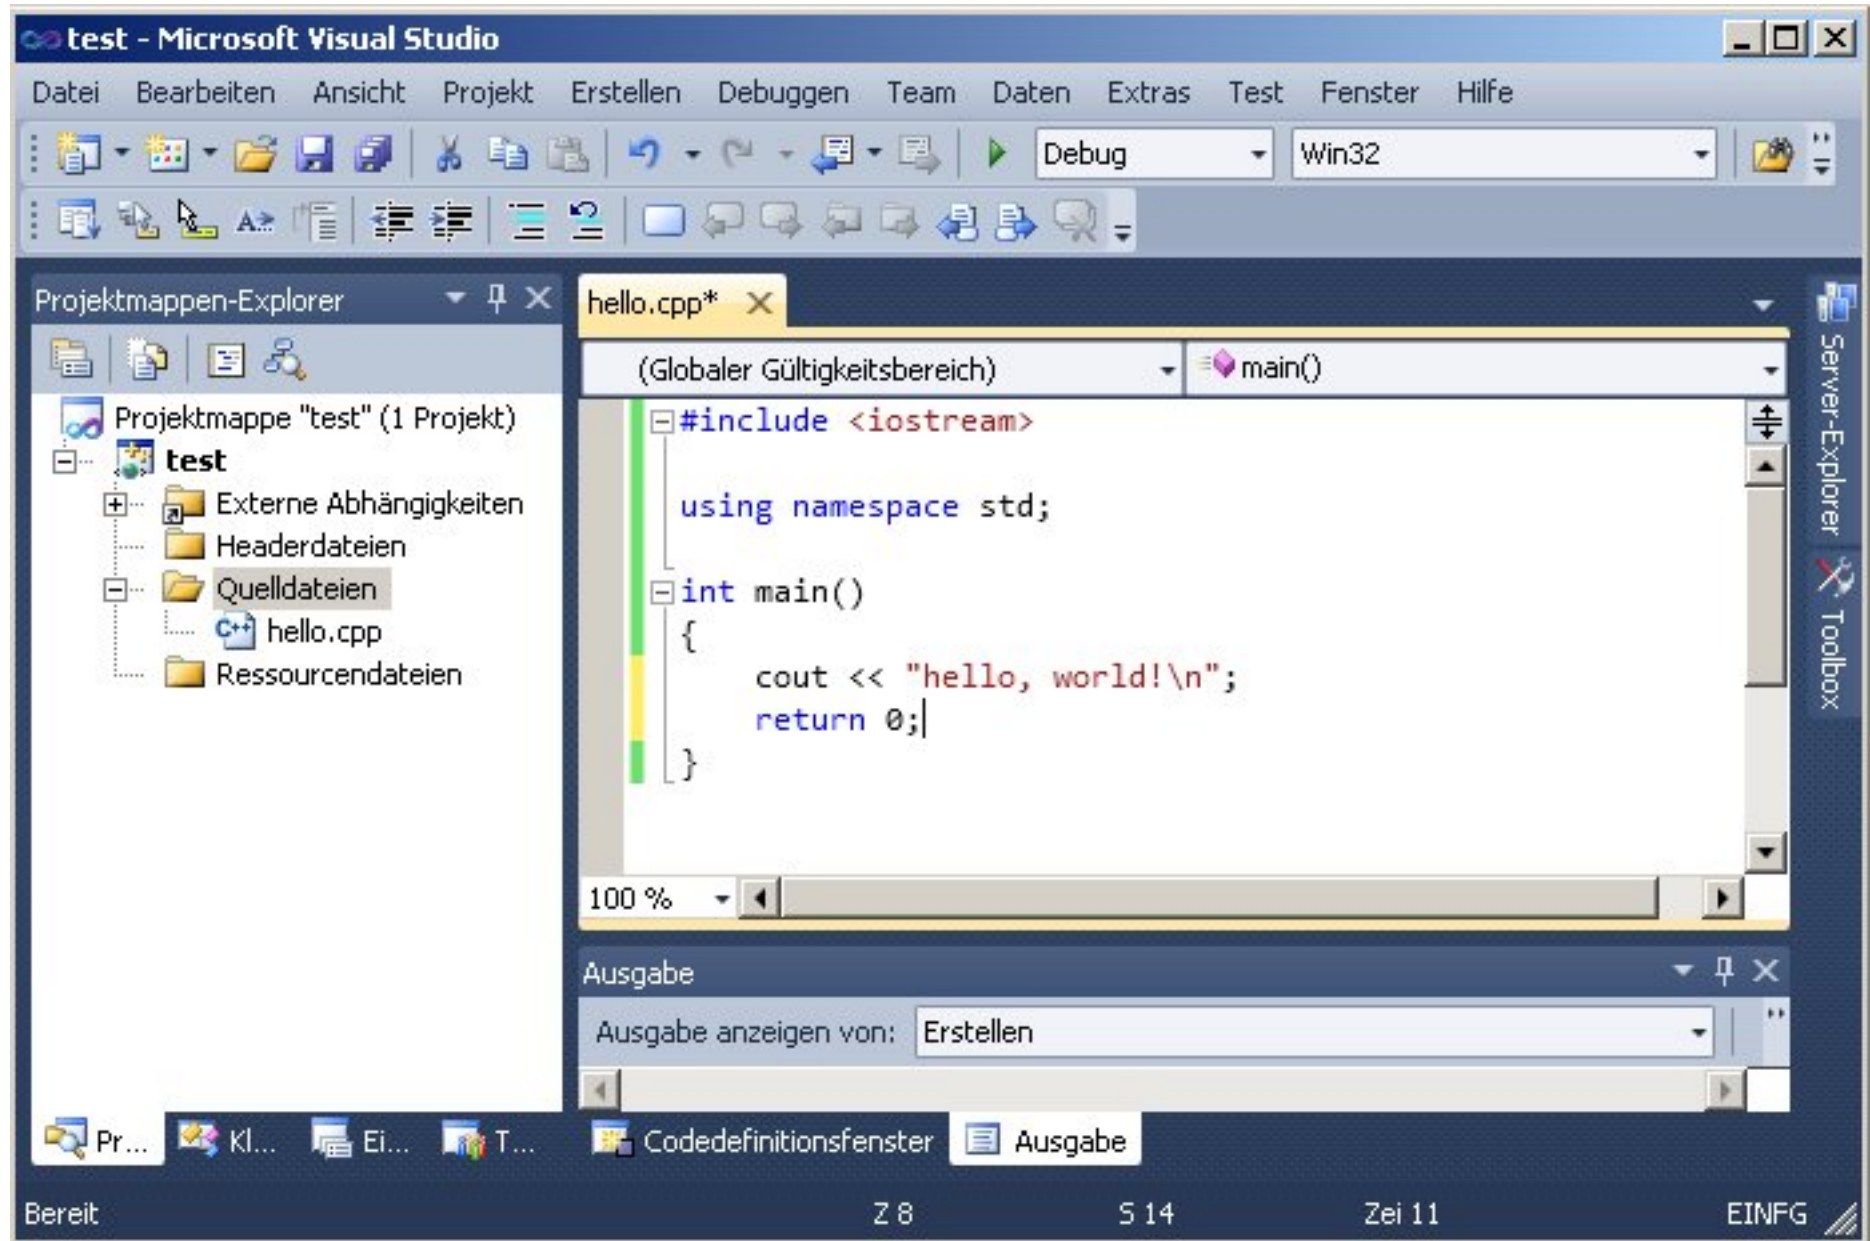 test - Microsoft Visual Studio
Datei Bearbeiten Ansicht Projekt Erstellen Debuggen Team Daten Extras Test Fenster Hilfe
Debug Win32
Projektmappen-Explorer
Projektmappe "test" (1 Projekt)
test
Externe Abhängigkeiten
Headerdateien
Quelldateien
hello.cpp
Ressourcendateien
Pr... Kl... Ei... T...
hello.cpp*
(Globaler Gültigkeitsbereich) main()
#include <iostream>
using namespace std;
int main()
{
cout << "hello, world!\n";
return 0;
}
100 %
Ausgabe
Ausgabe anzeigen von: Erstellen
Codedefinitionsfenster Ausgabe
Server-Explorer
Toolbox
Bereit Z 8 S 14 Zei 11 EINFG